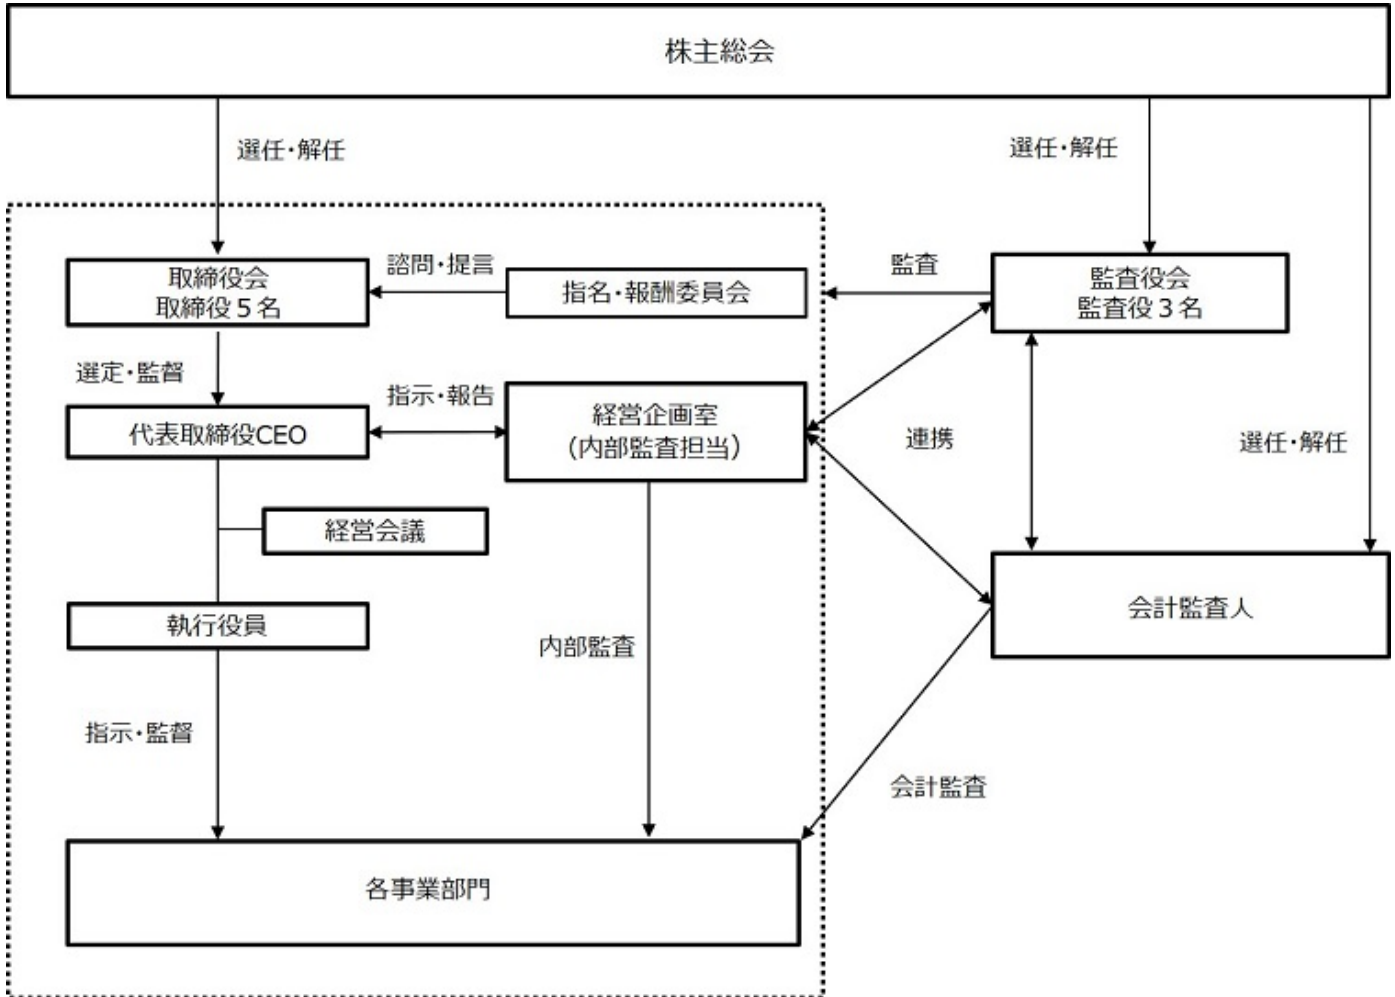 株主総会
選任・解任
選任・解任
取締役会
取締役5名
諮問・提言
指名・報酬委員会
監査
監査役会
監査役3名
選定・監督
指示・報告
代表取締役CEO
経営企画室
(内部監査担当)
連携
選任・解任
経営会議
執行役員
内部監査
会計監査人
指示・監督
会計監査
各事業部門